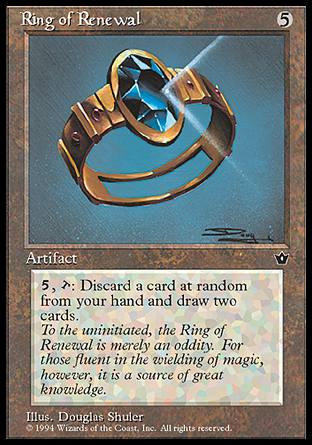 Ring of Renewal 5
Artifact
5, : Discard a card at random
from your hand and draw two
cards.
To the uninitiated, the Ring of
Renewal is merely an oddity. For
those fluent in the wielding of magic,
however, it is a source of great
knowledge.
Illus. Douglas Shuler
© 1994 Wizards of the Coast, Inc. All rights reserved.